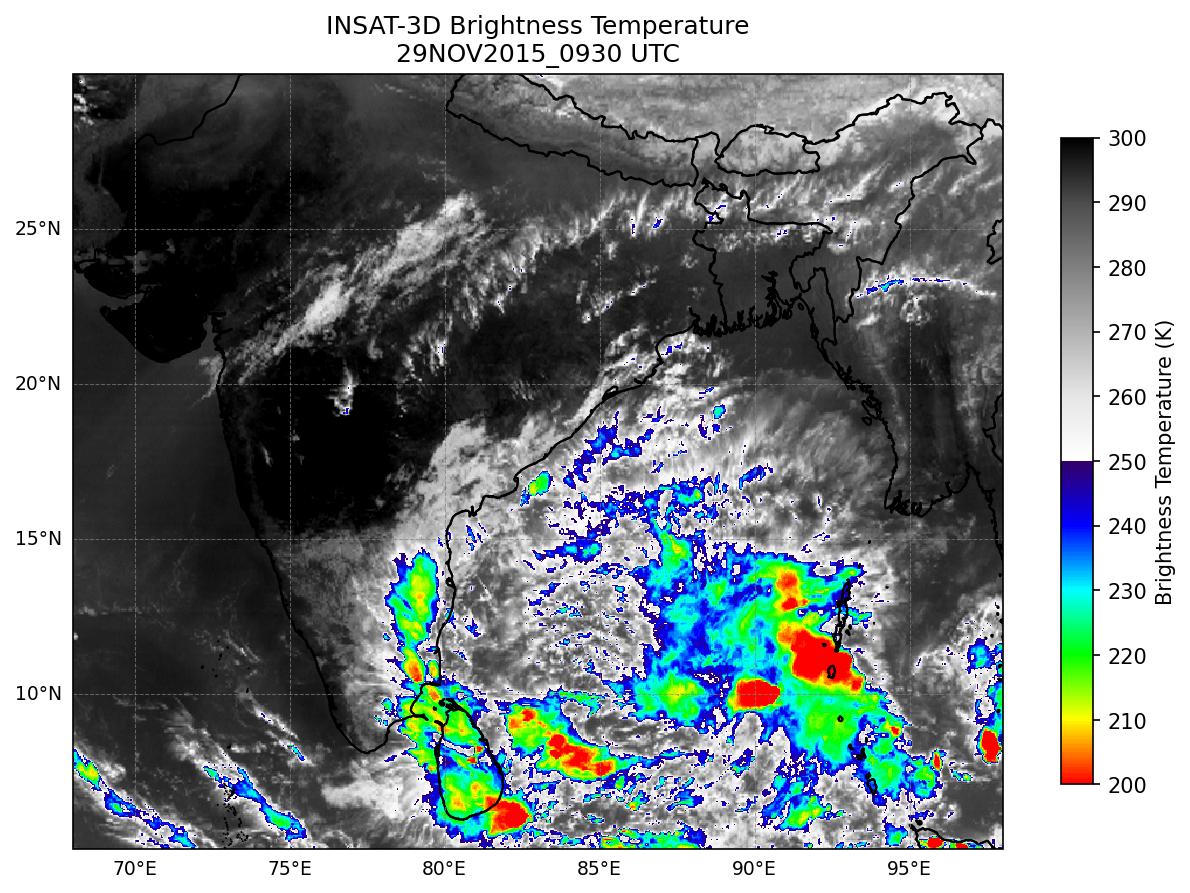 INSAT-3D Brightness Temperature
29NOV2015_0930 UTC
25°N
20°N
15°N
10°N
70°E
75°E
80°E
85°E
90°E
95°E
300
290
280
270
260
250
240
230
220
210
200
Brightness Temperature (K)